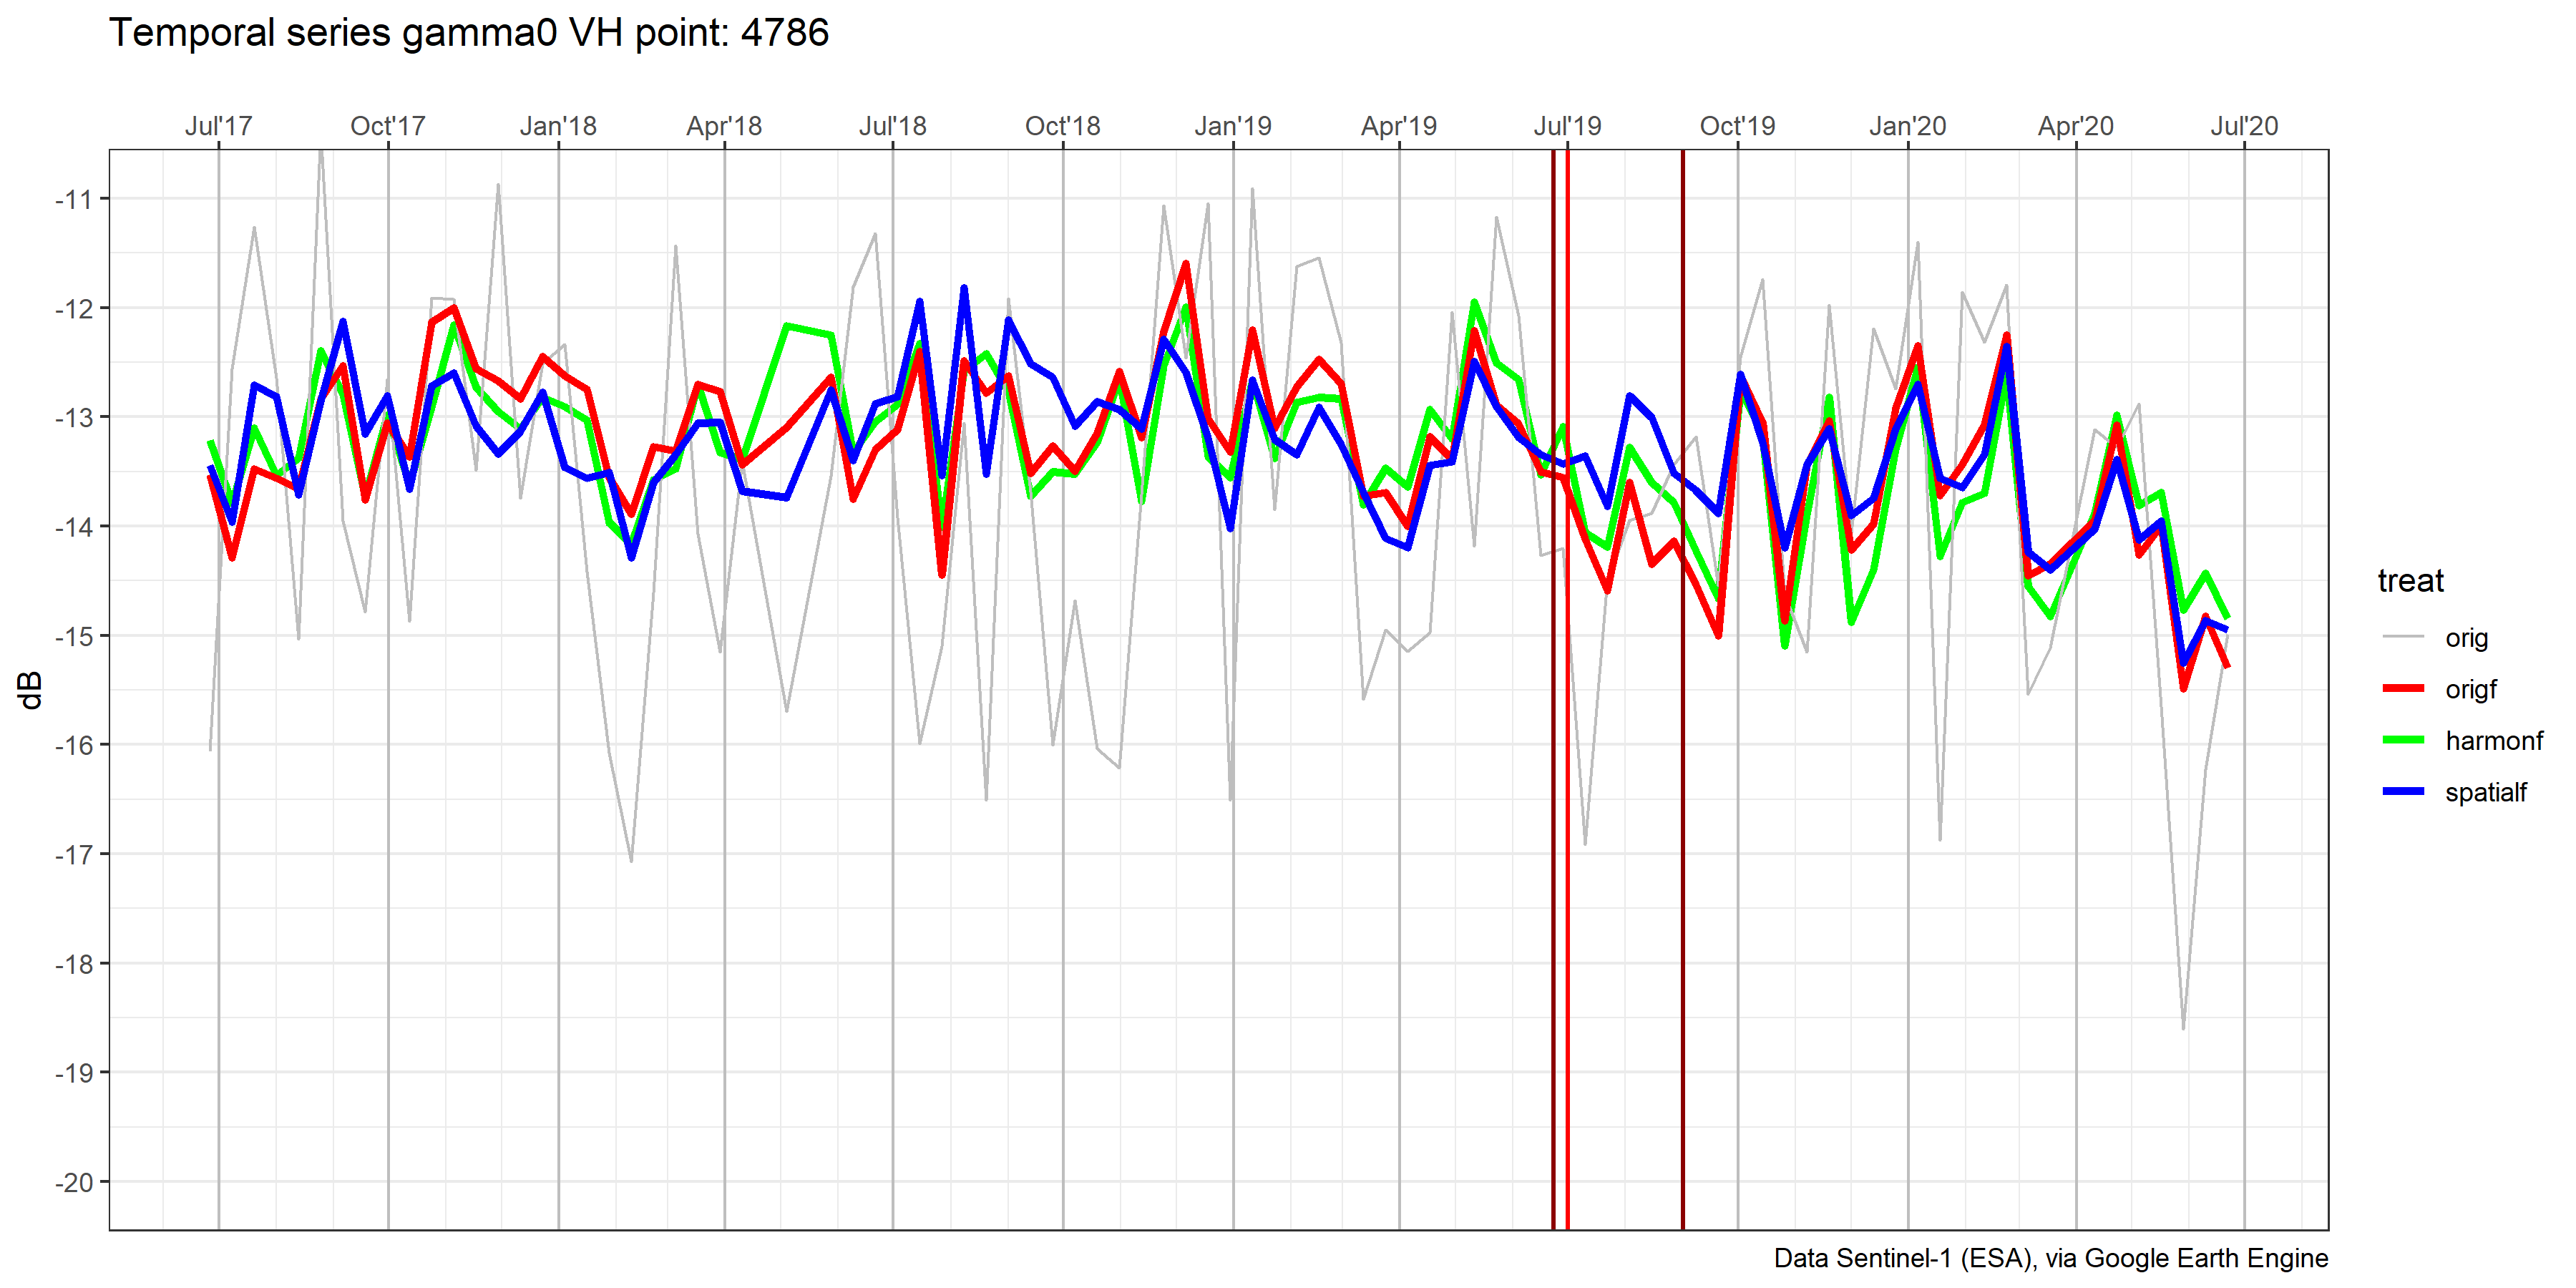 Temporal series gamma0 VH point: 4786
Jul'17 Oct'17 Jan'18 Apr'18 Jul'18 Oct'18 Jan'19 Apr'19 Jul'19 Oct'19 Jan'20 Apr'20 Jul'20
-11
-12
-13
-14
-15
-16
-17
-18
-19
-20
dB
treat
orig
origf
harmonf
spatialf
Data Sentinel-1 (ESA), via Google Earth Engine